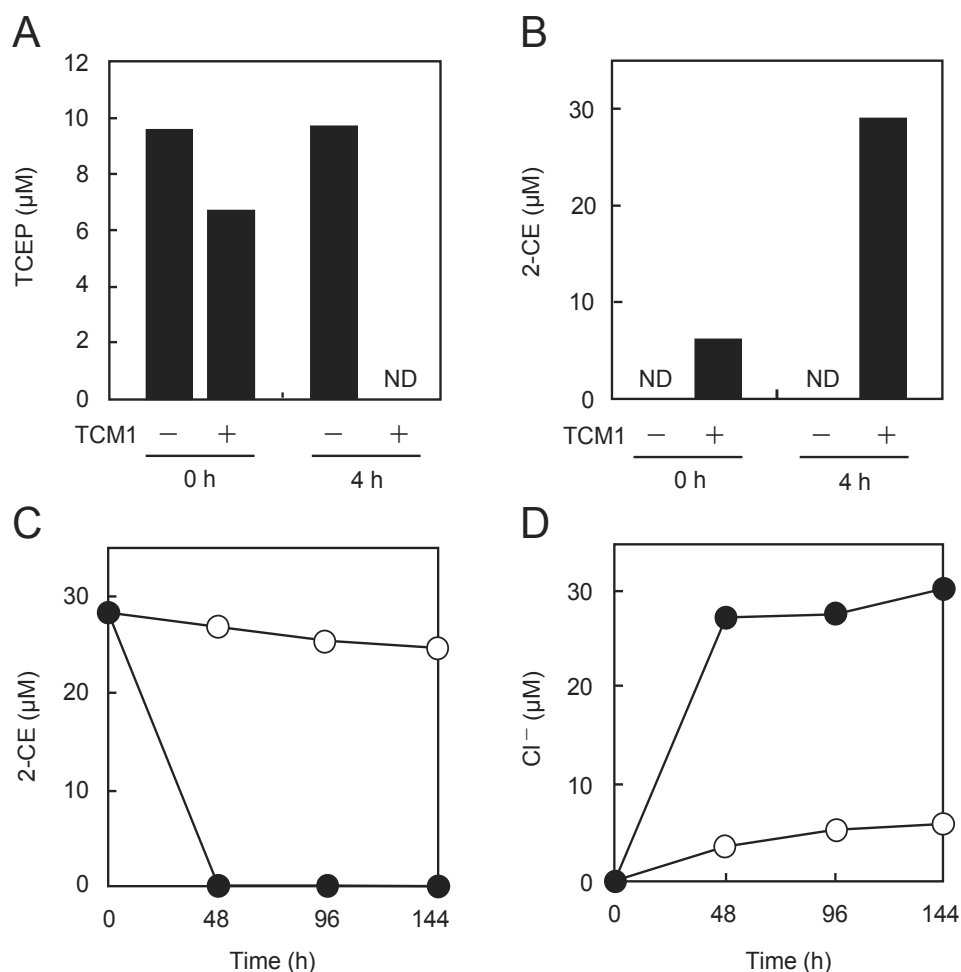 A
TCEP (µM)
12
10
8
6
4
2
0
ND
TCM1 − + − +
0 h 4 h
B
2-CE (µM)
30
20
10
0
ND ND
TCM1 − + − +
0 h 4 h
C
2-CE (µM)
30
20
10
0
0 48 96 144
Time (h)
D
Cl⁻ (µM)
30
20
10
0
0 48 96 144
Time (h)